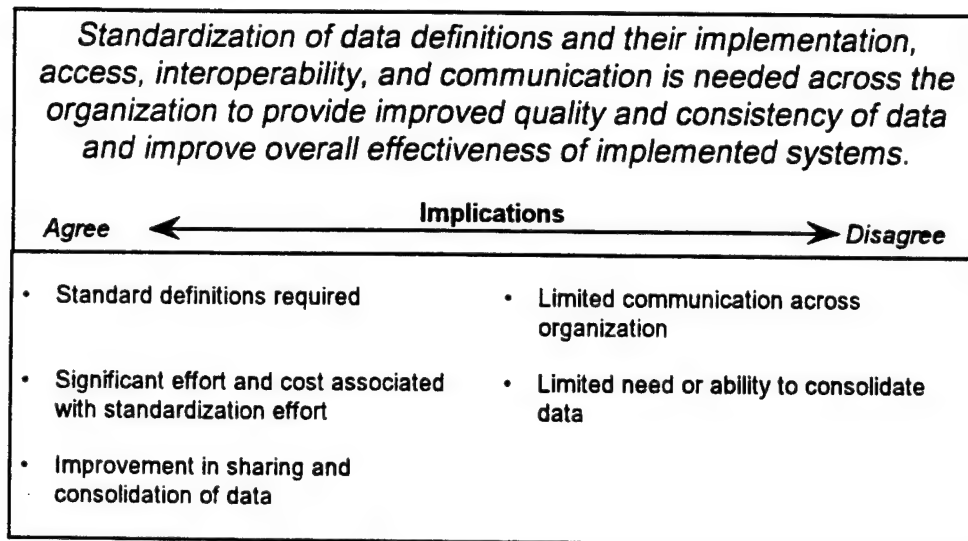 Standardization of data definitions and their implementation,
access, interoperability, and communication is needed across the
organization to provide improved quality and consistency of data
and improve overall effectiveness of implemented systems.
Implications
Agree Disagree
• Standard definitions required
• Significant effort and cost associated
with standardization effort
• Improvement in sharing and
consolidation of data
• Limited communication across
organization
• Limited need or ability to consolidate
data